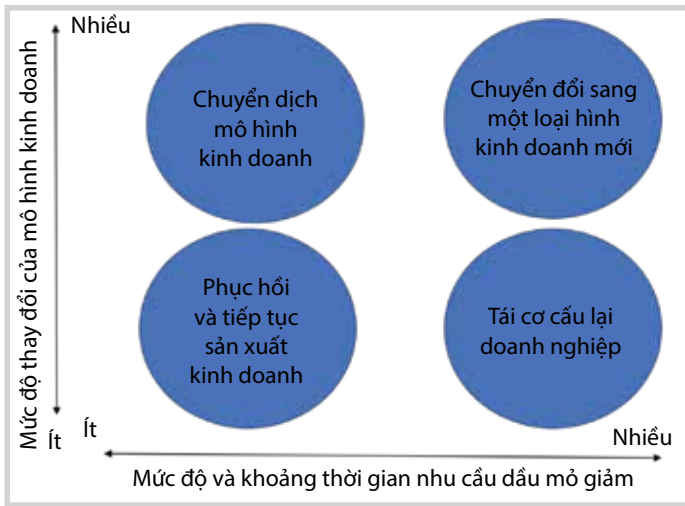 Nhiều
Chuyển dịch
mô hình
kinh doanh
Chuyển đổi sang
một loại hình
kinh doanh mới
Mức độ thay đổi của mô hình kinh doanh
Phục hồi
và tiếp tục
sản xuất
kinh doanh
Tái cơ cấu lại
doanh nghiệp
Ít
Ít
Nhiều
Mức độ và khoảng thời gian nhu cầu dầu mỏ giảm